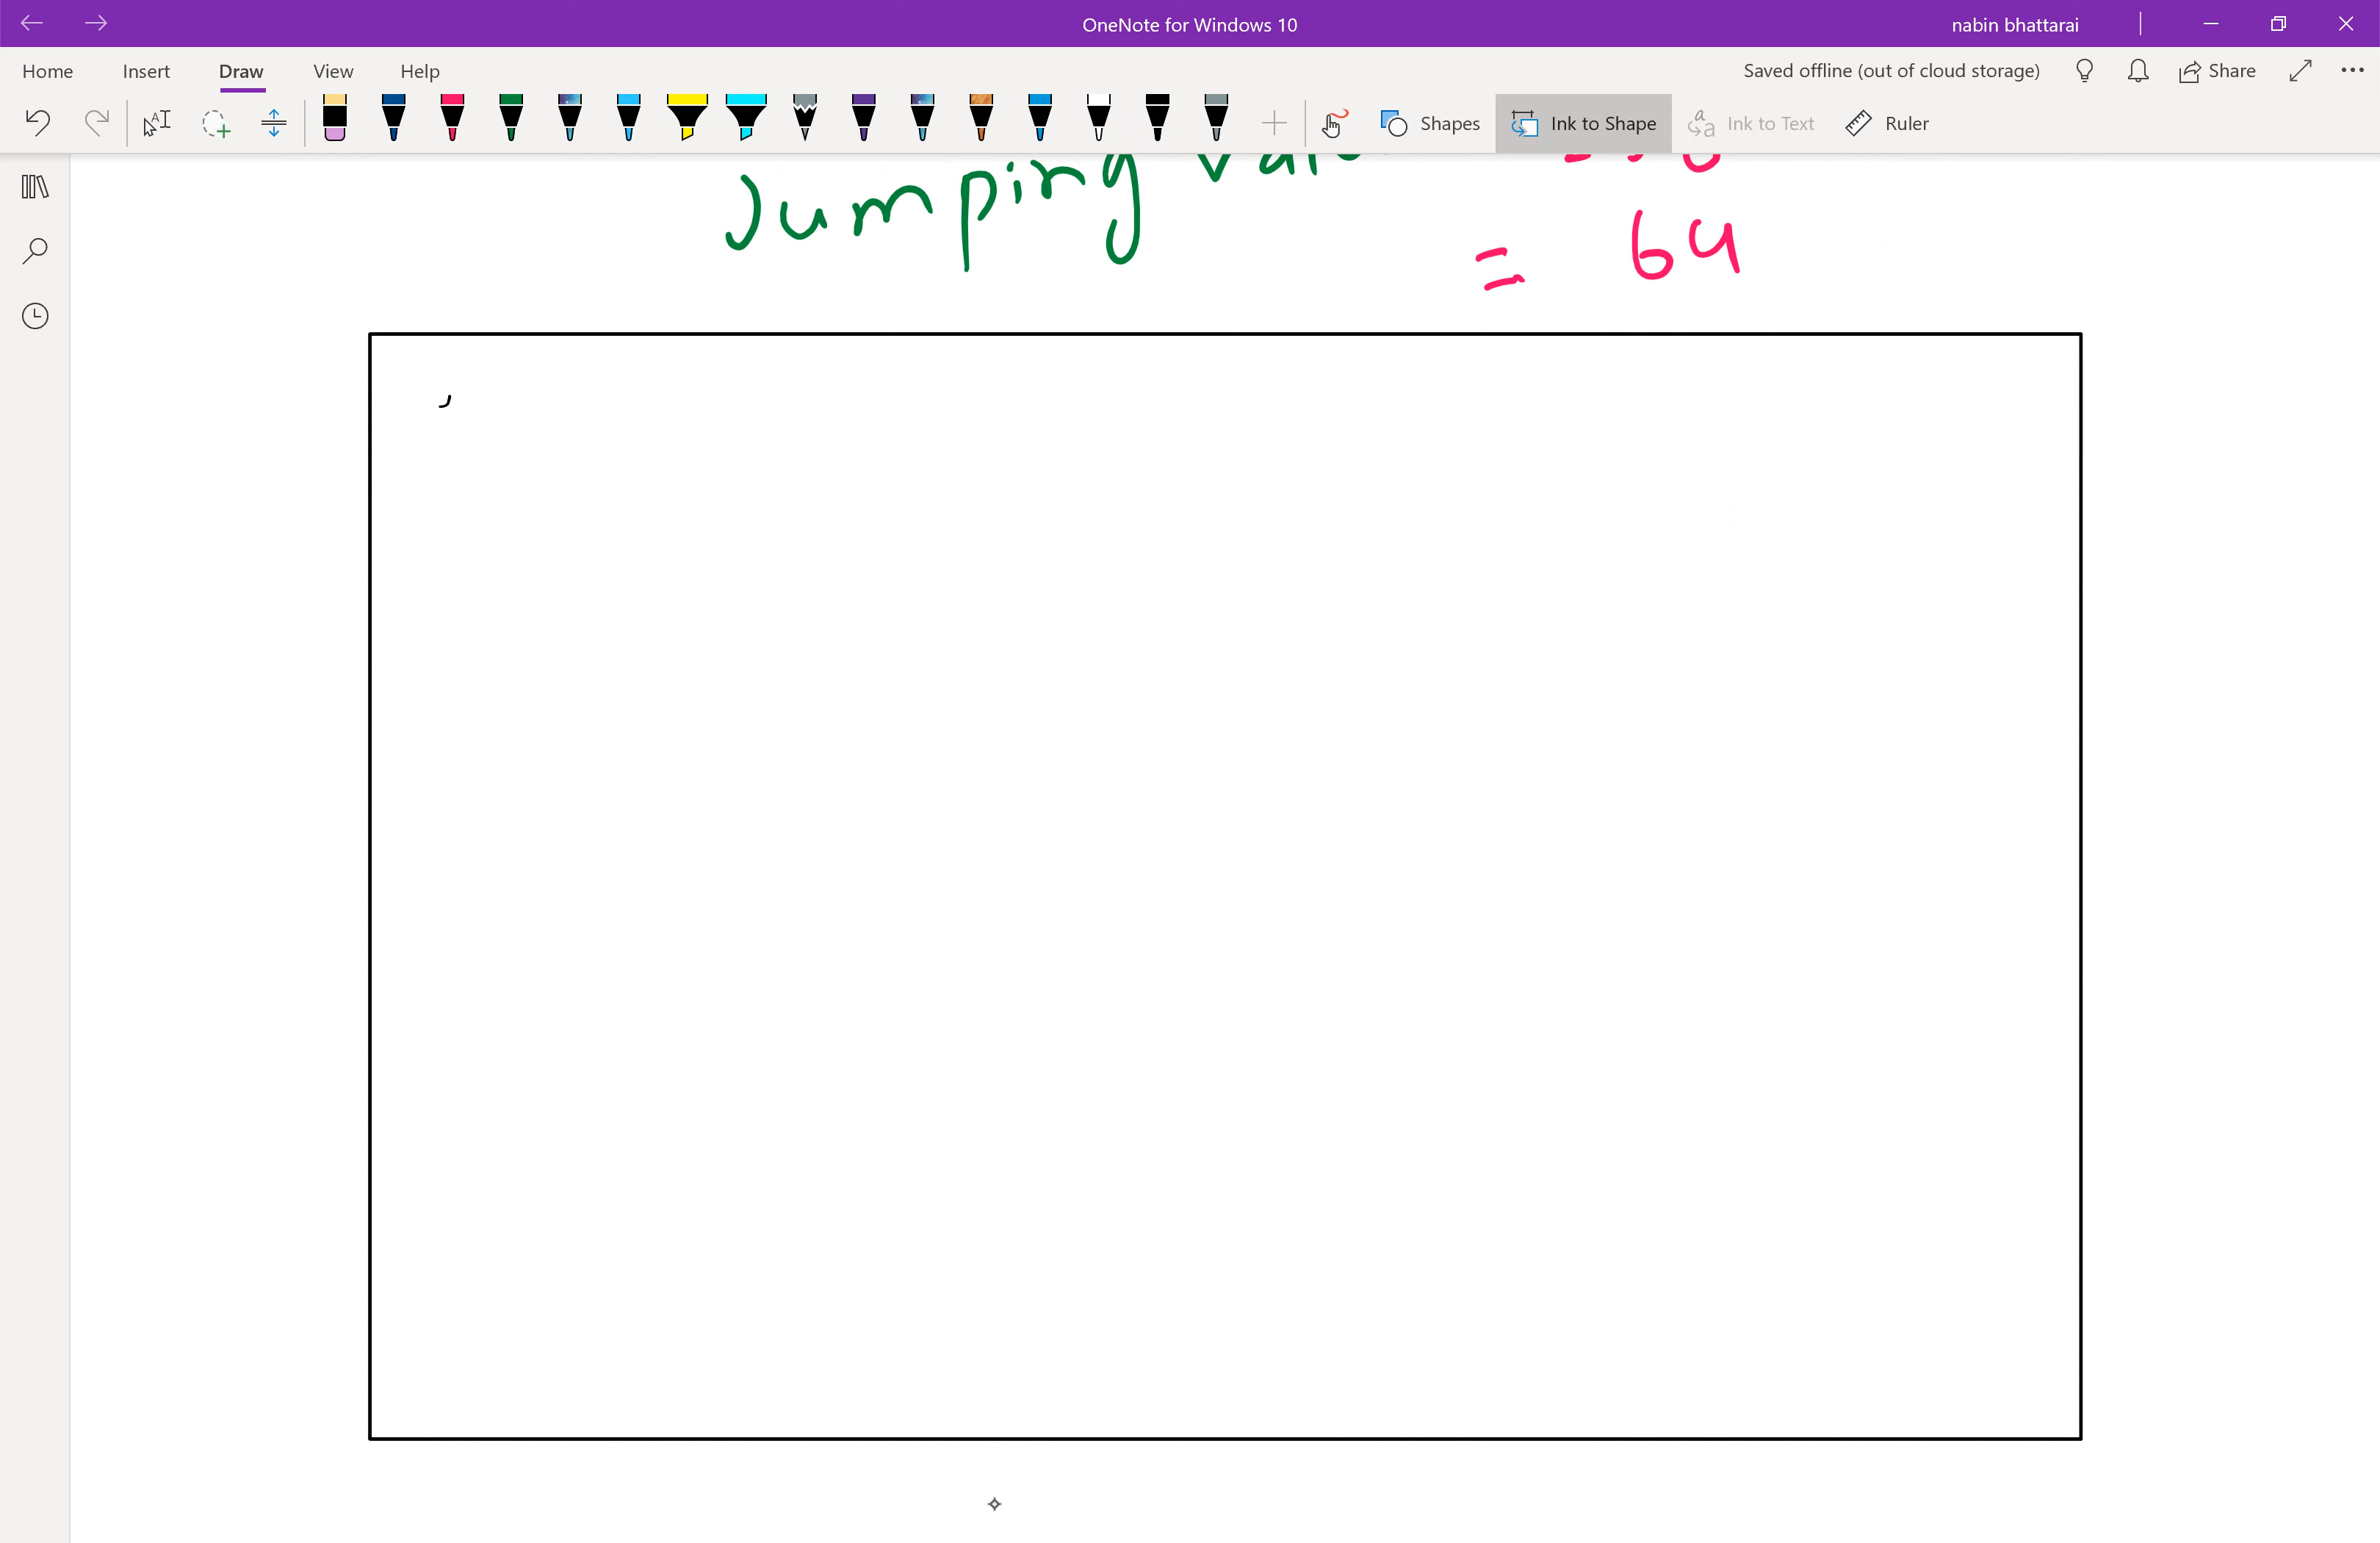 OneNote for Windows 10
nabin bhattarai
Home Insert Draw View Help
Saved offline (out of cloud storage) Share
Shapes Ink to Shape Ink to Text Ruler
Jumping
= 64